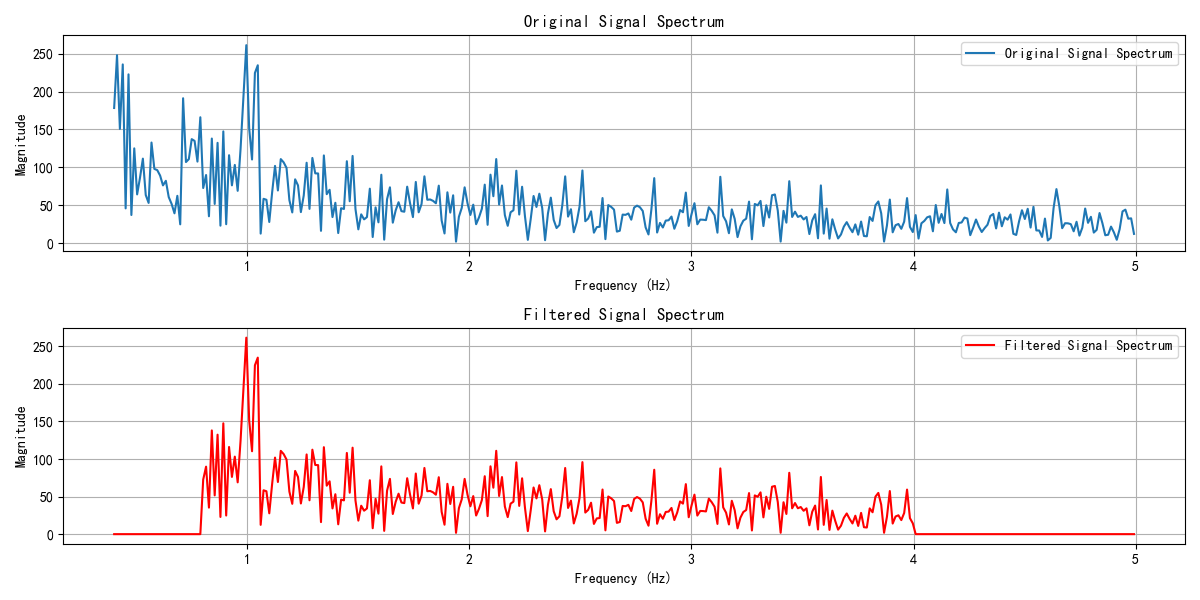 Original Signal Spectrum
Original Signal Spectrum
Magnitude
250
200
150
100
50
0
1
2
3
4
5
Frequency (Hz)
Filtered Signal Spectrum
Filtered Signal Spectrum
Magnitude
250
200
150
100
50
0
1
2
3
4
5
Frequency (Hz)